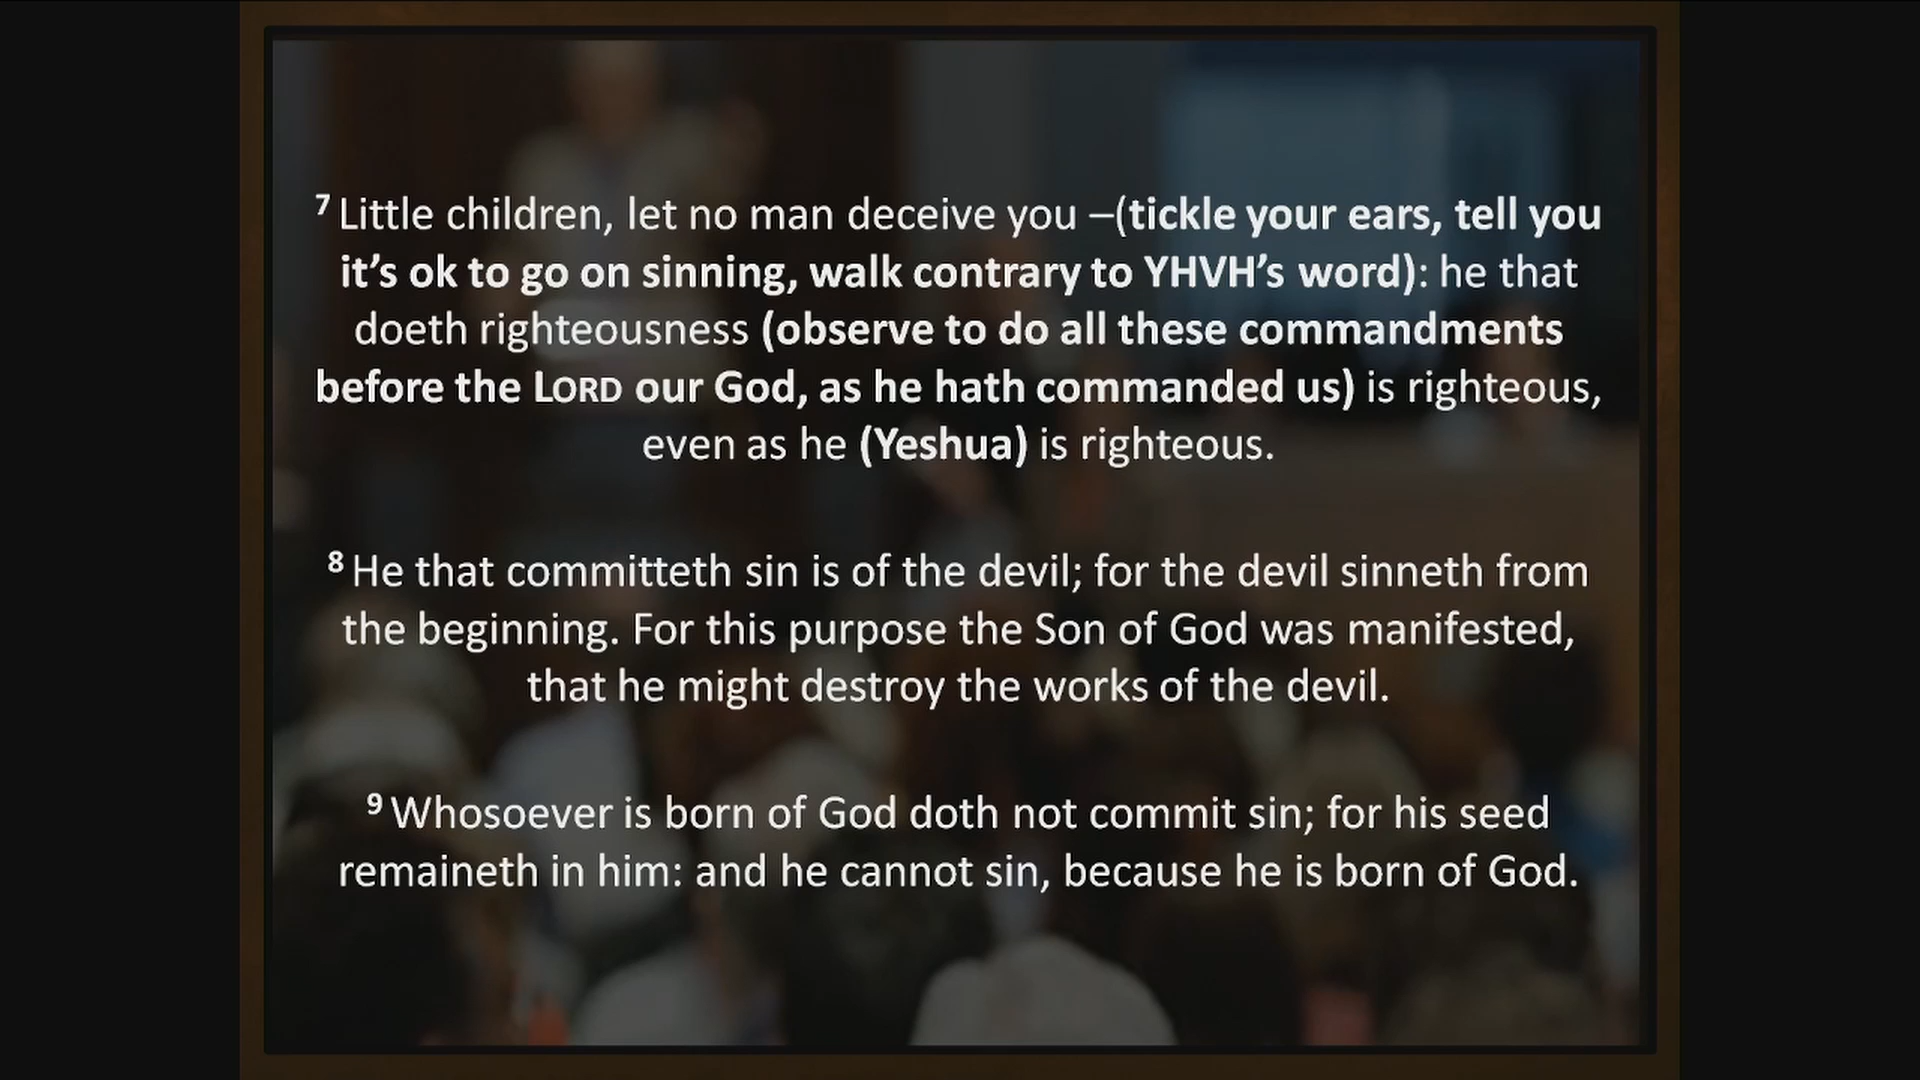 7 Little children, let no man deceive you –(tickle your ears, tell you
it’s ok to go on sinning, walk contrary to YHVH’s word): he that
doeth righteousness (observe to do all these commandments
before the LORD our God, as he hath commanded us) is righteous,
even as he (Yeshua) is righteous.
8 He that committeth sin is of the devil; for the devil sinneth from
the beginning. For this purpose the Son of God was manifested,
that he might destroy the works of the devil.
9 Whosoever is born of God doth not commit sin; for his seed
remaineth in him: and he cannot sin, because he is born of God.